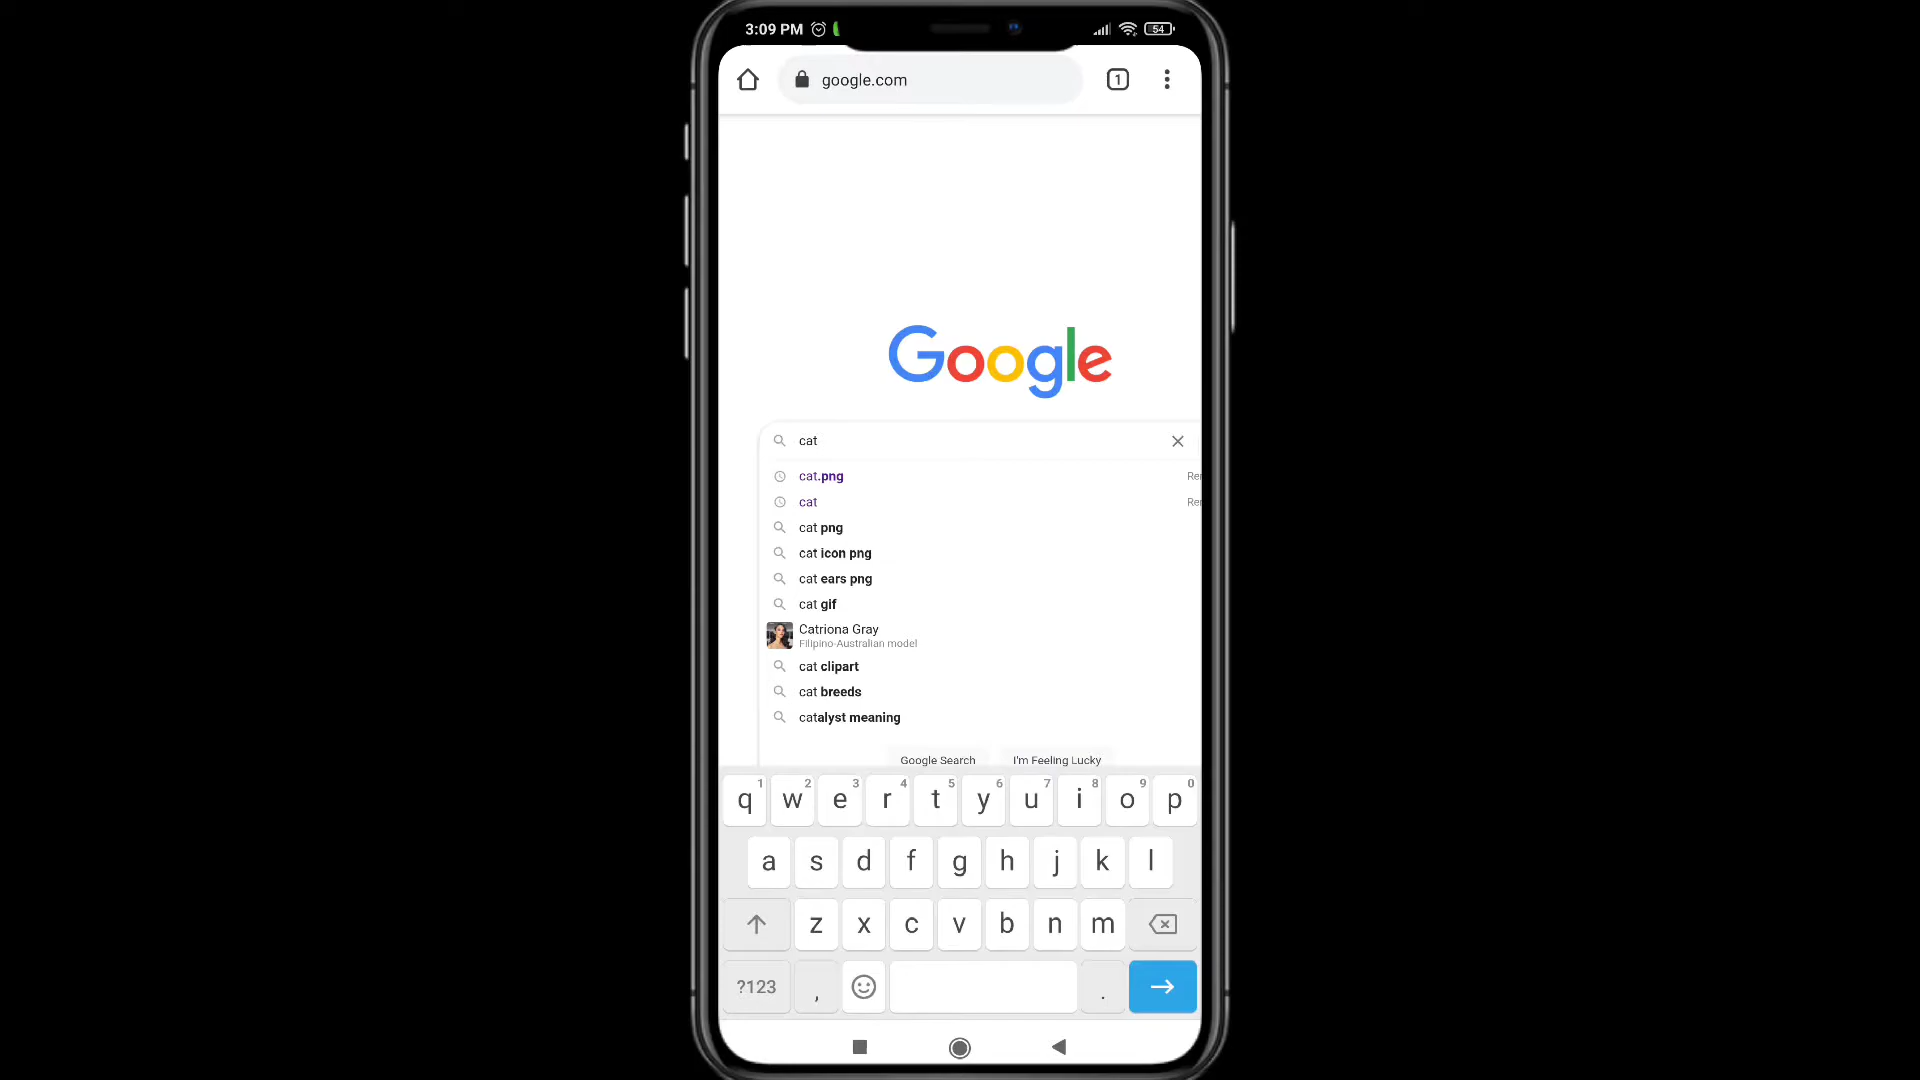 3:09 PM 54
google.com 1
Google
cat
cat.png
cat
cat png
cat icon png
cat ears png
cat gif
Catriona Gray
Filipino-Australian model
cat clipart
cat breeds
catalyst meaning
Google Search I'm Feeling Lucky
q 1 w 2 e 3 r 4 t 5 y 6 u 7 i 8 o 9 p 0
a s d f g h j k l
z x c v b n m
?123 , .